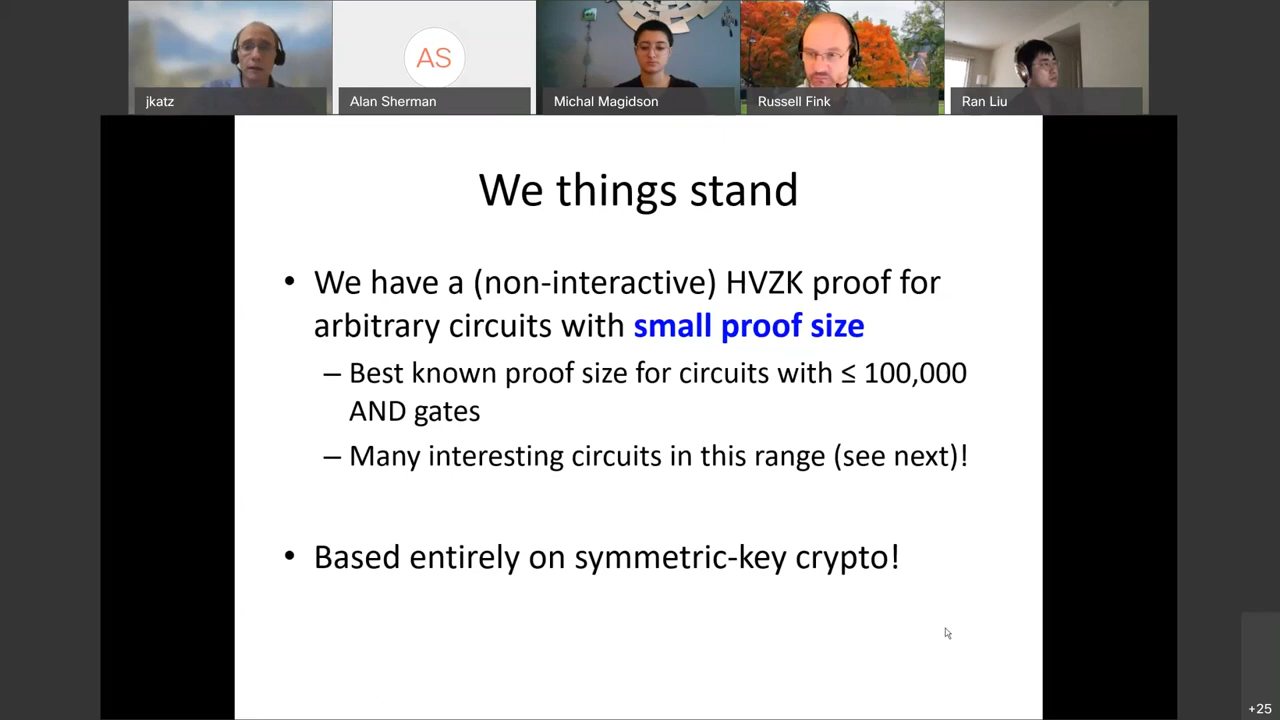 AS
jkatz
Alan Sherman
Michal Magidson
Russell Fink
Ran Liu
We things stand
• We have a (non-interactive) HVZK proof for
arbitrary circuits with small proof size
– Best known proof size for circuits with ≤ 100,000
AND gates
– Many interesting circuits in this range (see next)!
• Based entirely on symmetric-key crypto!
+25